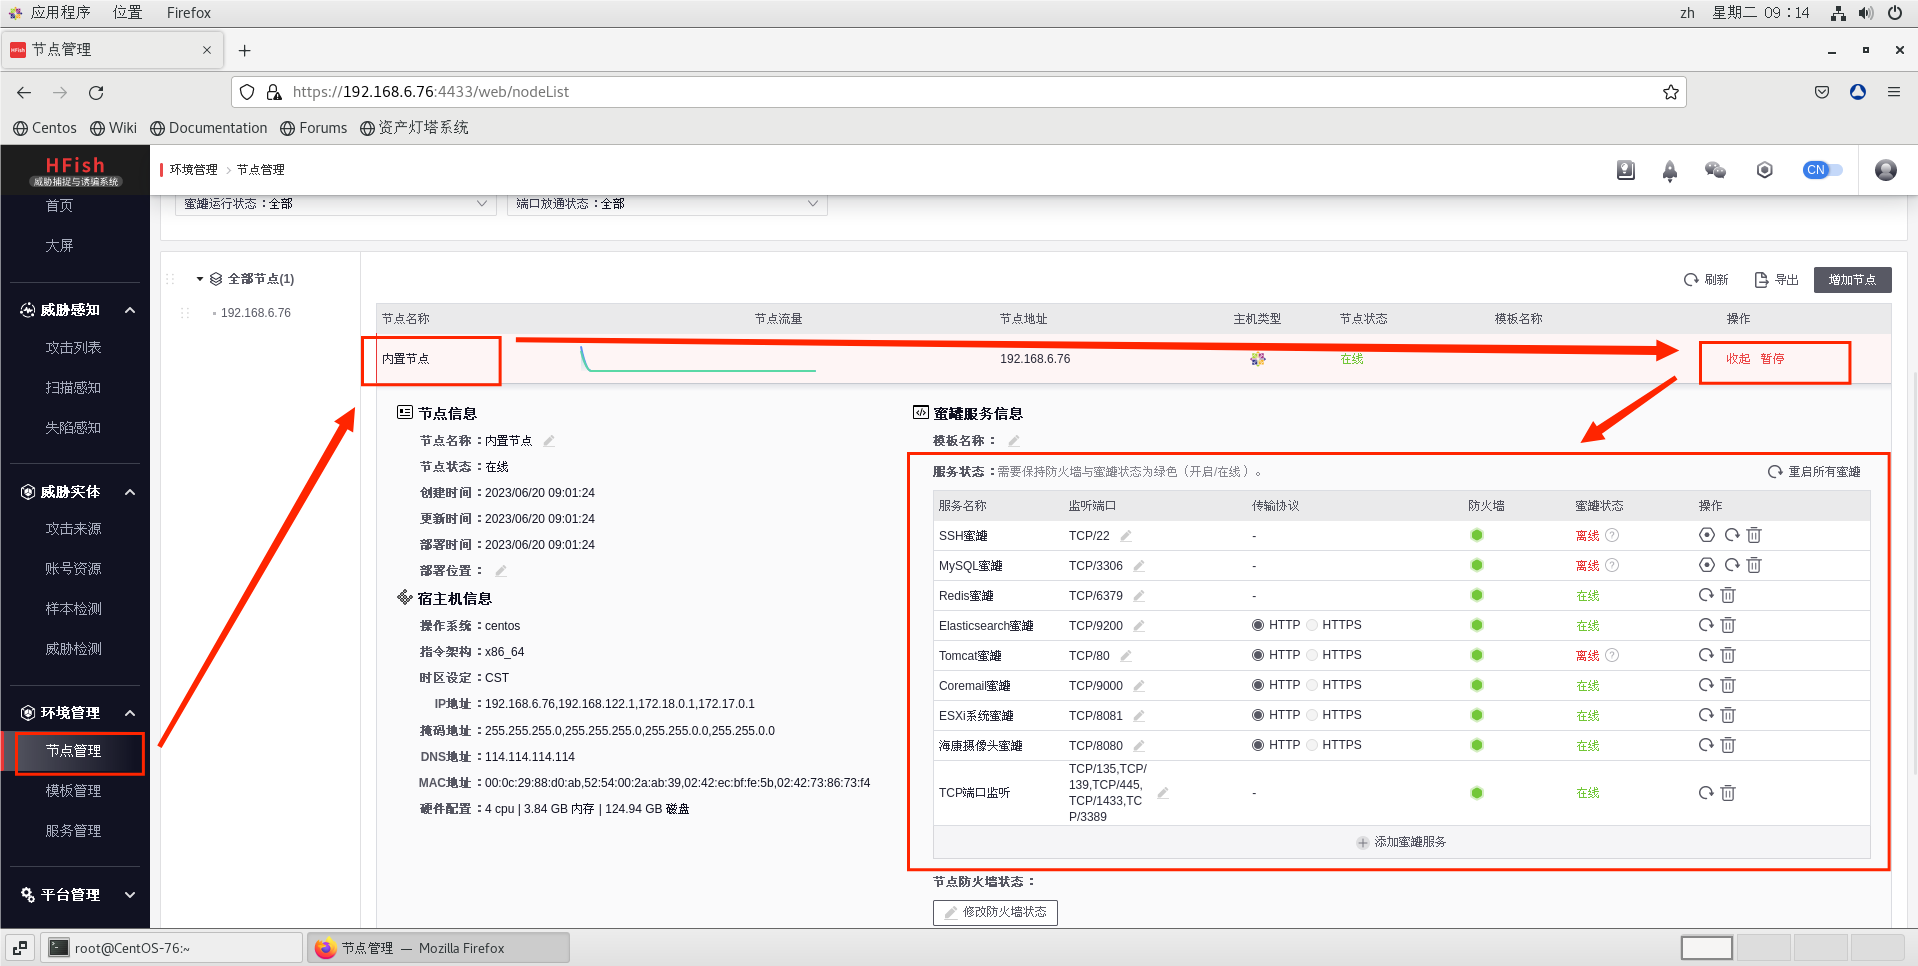 应用程序 位置 Firefox zh 星期二 09：14
节点管理
https://192.168.6.76:4433/web/nodeList
Centos Wiki Documentation Forums 资产灯塔系统
HFish
威胁捕捉与诱骗系统
首页
大屏
威胁感知
攻击列表
扫描感知
失陷感知
威胁实体
攻击来源
账号资源
样本检测
威胁检测
环境管理
节点管理
模板管理
服务管理
平台管理
环境管理 > 节点管理
CN
蜜罐运行状态：全部 端口放通状态：全部
全部节点(1)
192.168.6.76
刷新 导出 增加节点
节点名称 节点流量 节点地址 主机类型 节点状态 模板名称 操作
内置节点 192.168.6.76 在线 收起 暂停
节点信息
节点名称：内置节点
节点状态：在线
创建时间：2023/06/20 09:01:24
更新时间：2023/06/20 09:01:24
部署时间：2023/06/20 09:01:24
部署位置：
宿主机信息
操作系统：centos
指令架构：x86_64
时区设定：CST
IP地址：192.168.6.76,192.168.122.1,172.18.0.1,172.17.0.1
掩码地址：255.255.255.0,255.255.255.0,255.255.0.0,255.255.0.0
DNS地址：114.114.114.114
MAC地址：00:0c:29:88:d0:ab,52:54:00:2a:ab:39,02:42:ec:bf:fe:5b,02:42:73:86:73:f4
硬件配置：4 cpu | 3.84 GB 内存 | 124.94 GB 磁盘
蜜罐服务信息
模板名称：
服务状态：需要保持防火墙与蜜罐状态为绿色（开启/在线）。 重启所有蜜罐
服务名称 监听端口 传输协议 防火墙 蜜罐状态 操作
SSH蜜罐 TCP/22 - 离线
MySQL蜜罐 TCP/3306 - 离线
Redis蜜罐 TCP/6379 - 在线
Elasticsearch蜜罐 TCP/9200 HTTP HTTPS 在线
Tomcat蜜罐 TCP/80 HTTP HTTPS 离线
Coremail蜜罐 TCP/9000 HTTP HTTPS 在线
ESXi系统蜜罐 TCP/8081 HTTP HTTPS 在线
海康摄像头蜜罐 TCP/8080 HTTP HTTPS 在线
TCP端口监听 TCP/135,TCP/
139,TCP/445,
TCP/1433,TC
P/3389 - 在线
添加蜜罐服务
节点防火墙状态：
修改防火墙状态
root@CentOS-76:~ 节点管理 — Mozilla Firefox